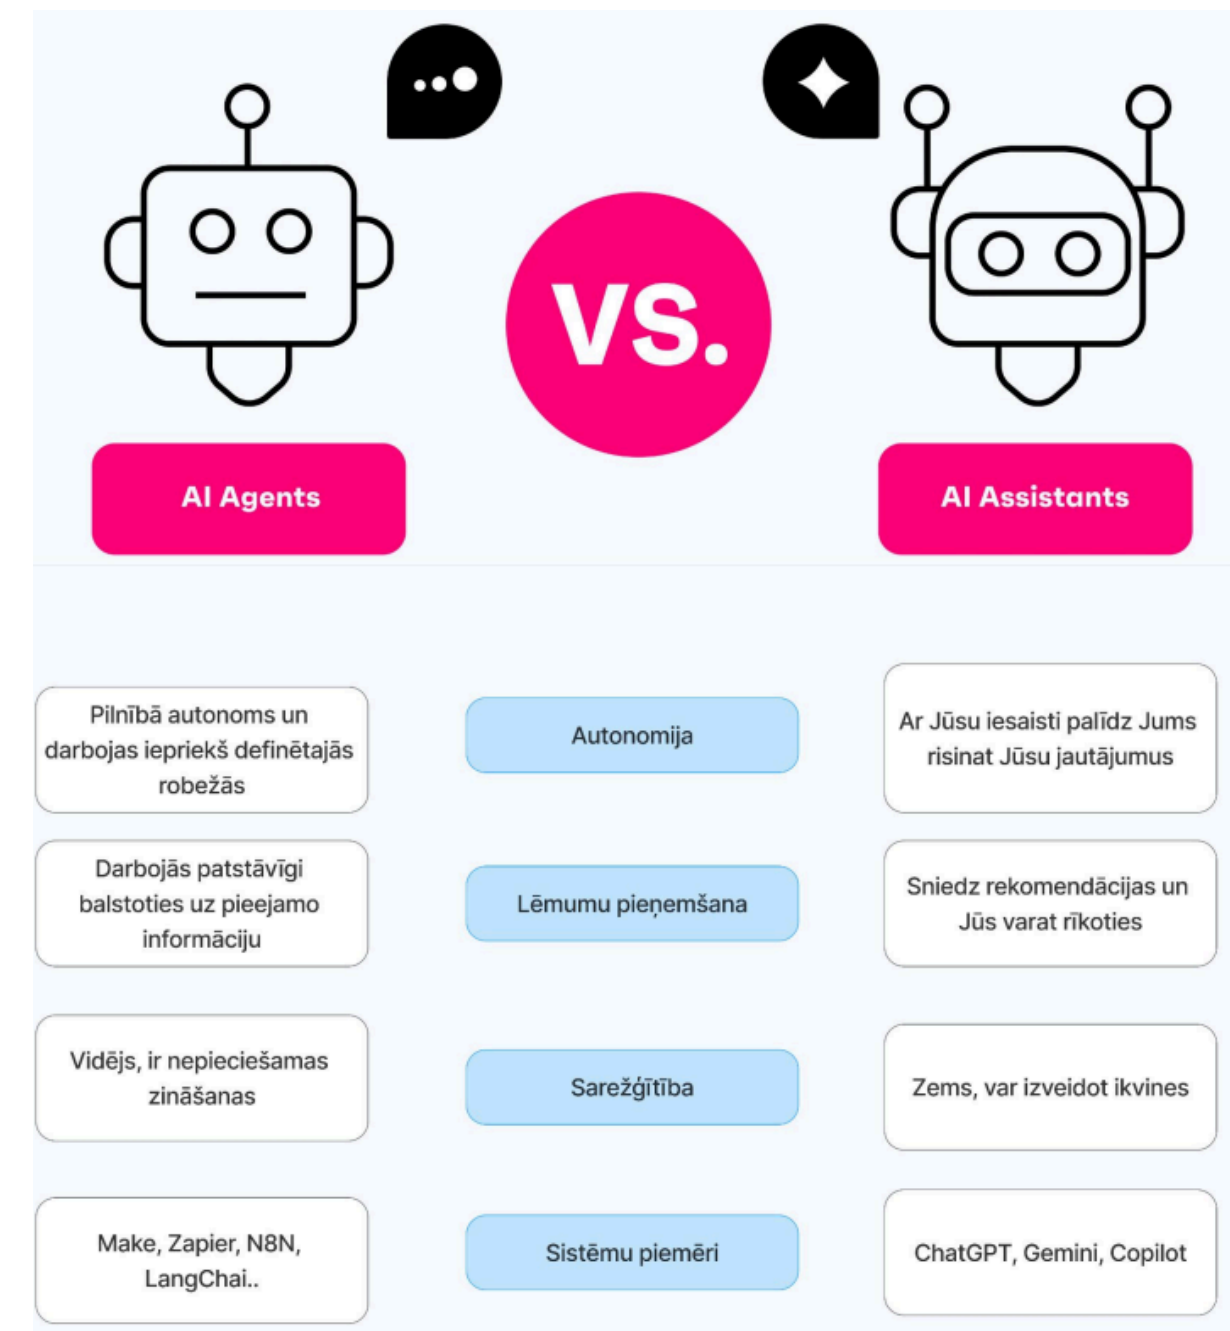 VS.
AI Agents
AI Assistants
Pilnībā autonoms un
darbojas iepriekš definētajās
robežās
Autonomija
Ar Jūsu iesaisti palīdz Jums
risinat Jūsu jautājumus
Darbojās patstāvīgi
balstoties uz pieejamo
informāciju
Lēmumu pieņemšana
Sniedz rekomendācijas un
Jūs varat rīkoties
Vidējs, ir nepieciešamas
zināšanas
Sarežģītība
Zems, var izveidot ikvines
Make, Zapier, N8N,
LangChai..
Sistēmu piemēri
ChatGPT, Gemini, Copilot